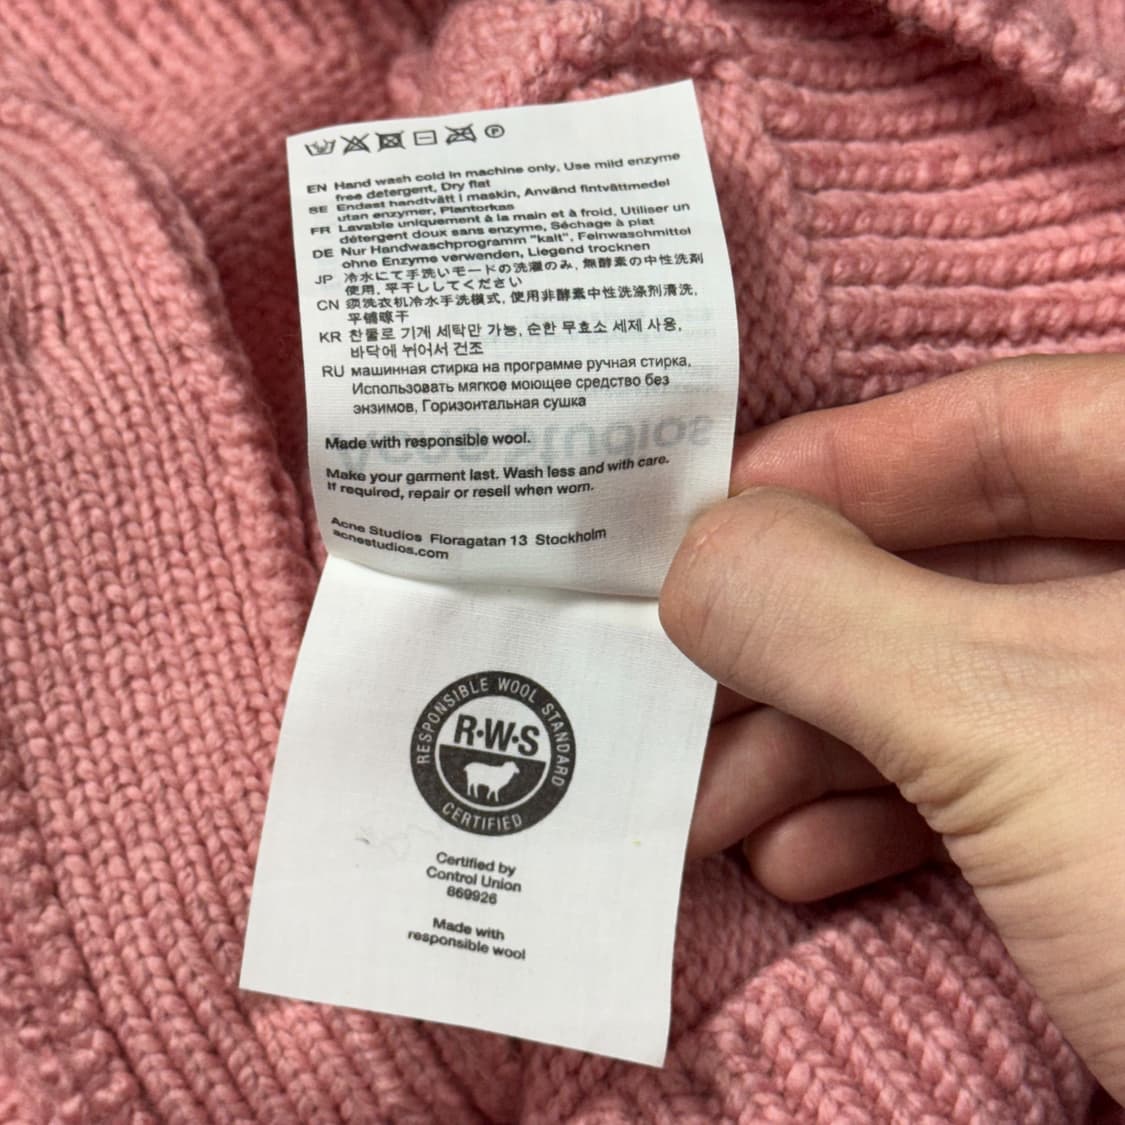 EN Hand wash cold in machine only, Use mild enzyme
free detergent, Dry flat
SE Endast handtvätt i maskin, Använd fintvättmedel
utan enzymer, Plantorkas
FR Lavable uniquement à la main et à froid, Utiliser un
détergent doux sans enzyme, Séchage à plat
DE Nur Handwaschprogramm "kalt", Feinwaschmittel
ohne Enzyme verwenden, Liegend trocknen
JP 冷水にて手洗いモードの洗濯のみ, 無酵素の中性洗剤
使用, 平干ししてください
CN 须洗衣机冷水手洗模式, 使用非酵素中性洗涤剂清洗,
平铺晾干
KR 찬물로 기계 세탁만 가능, 순한 무효소 세제 사용,
바닥에 뉘어서 건조
RU машинная стирка на программе ручная стирка,
Использовать мягкое моющее средство без
энзимов, Горизонтальная сушка
Made with responsible wool.
Make your garment last. Wash less and with care.
If required, repair or resell when worn.
Acne Studios Floragatan 13 Stockholm
acnestudios.com
RESPONSIBLE WOOL STANDARD
R·W·S
CERTIFIED
Certified by
Control Union
869926
Made with
responsible wool